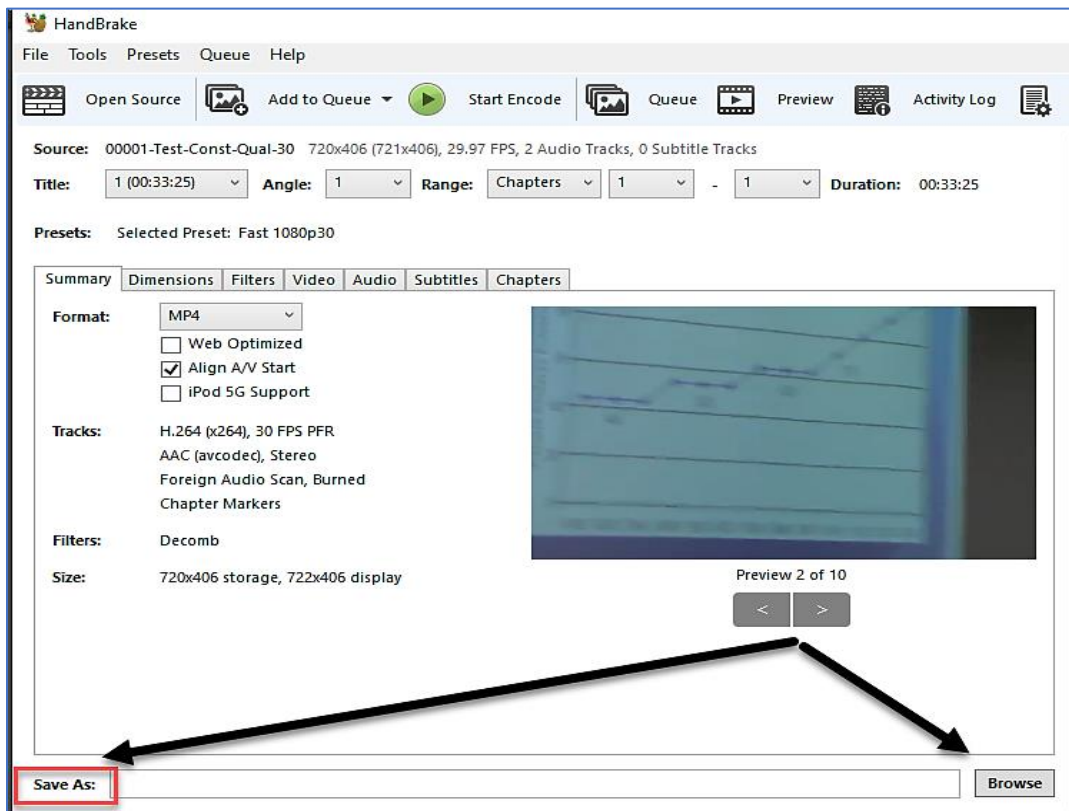 HandBrake
File Tools Presets Queue Help
Open Source Add to Queue Start Encode Queue Preview Activity Log
Source: 00001-Test-Const-Qual-30 720x406 (721x406), 29.97 FPS, 2 Audio Tracks, 0 Subtitle Tracks
Title: 1 (00:33:25) Angle: 1 Range: Chapters 1 - 1 Duration: 00:33:25
Presets: Selected Preset: Fast 1080p30
Summary Dimensions Filters Video Audio Subtitles Chapters
Format: MP4
Web Optimized
Align A/V Start
iPod 5G Support
Tracks: H.264 (x264), 30 FPS PFR
AAC (avcodec), Stereo
Foreign Audio Scan, Burned
Chapter Markers
Filters: Decomb
Size: 720x406 storage, 722x406 display
Preview 2 of 10
< >
Save As: Browse